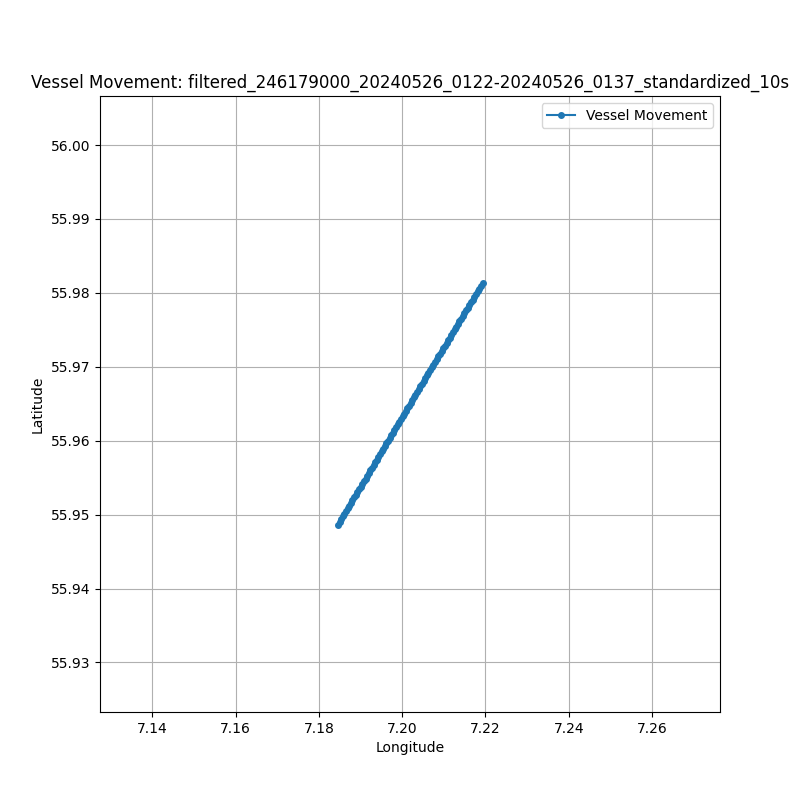 Vessel Movement: filtered_246179000_20240526_0122-20240526_0137_standardized_10s
Vessel Movement
56.00
55.99
55.98
55.97
55.96
55.95
55.94
55.93
Latitude
7.14 7.16 7.18 7.20 7.22 7.24 7.26
Longitude